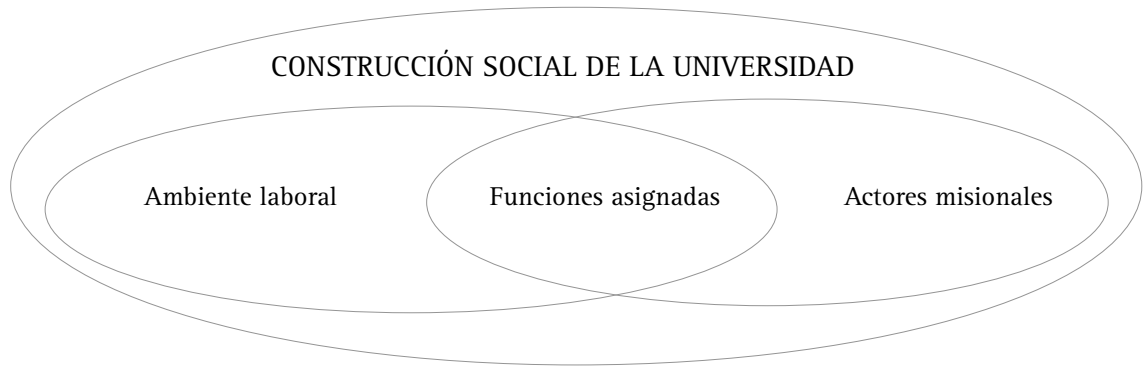 CONSTRUCCIÓN SOCIAL DE LA UNIVERSIDAD
Ambiente laboral Funciones asignadas Actores misionales